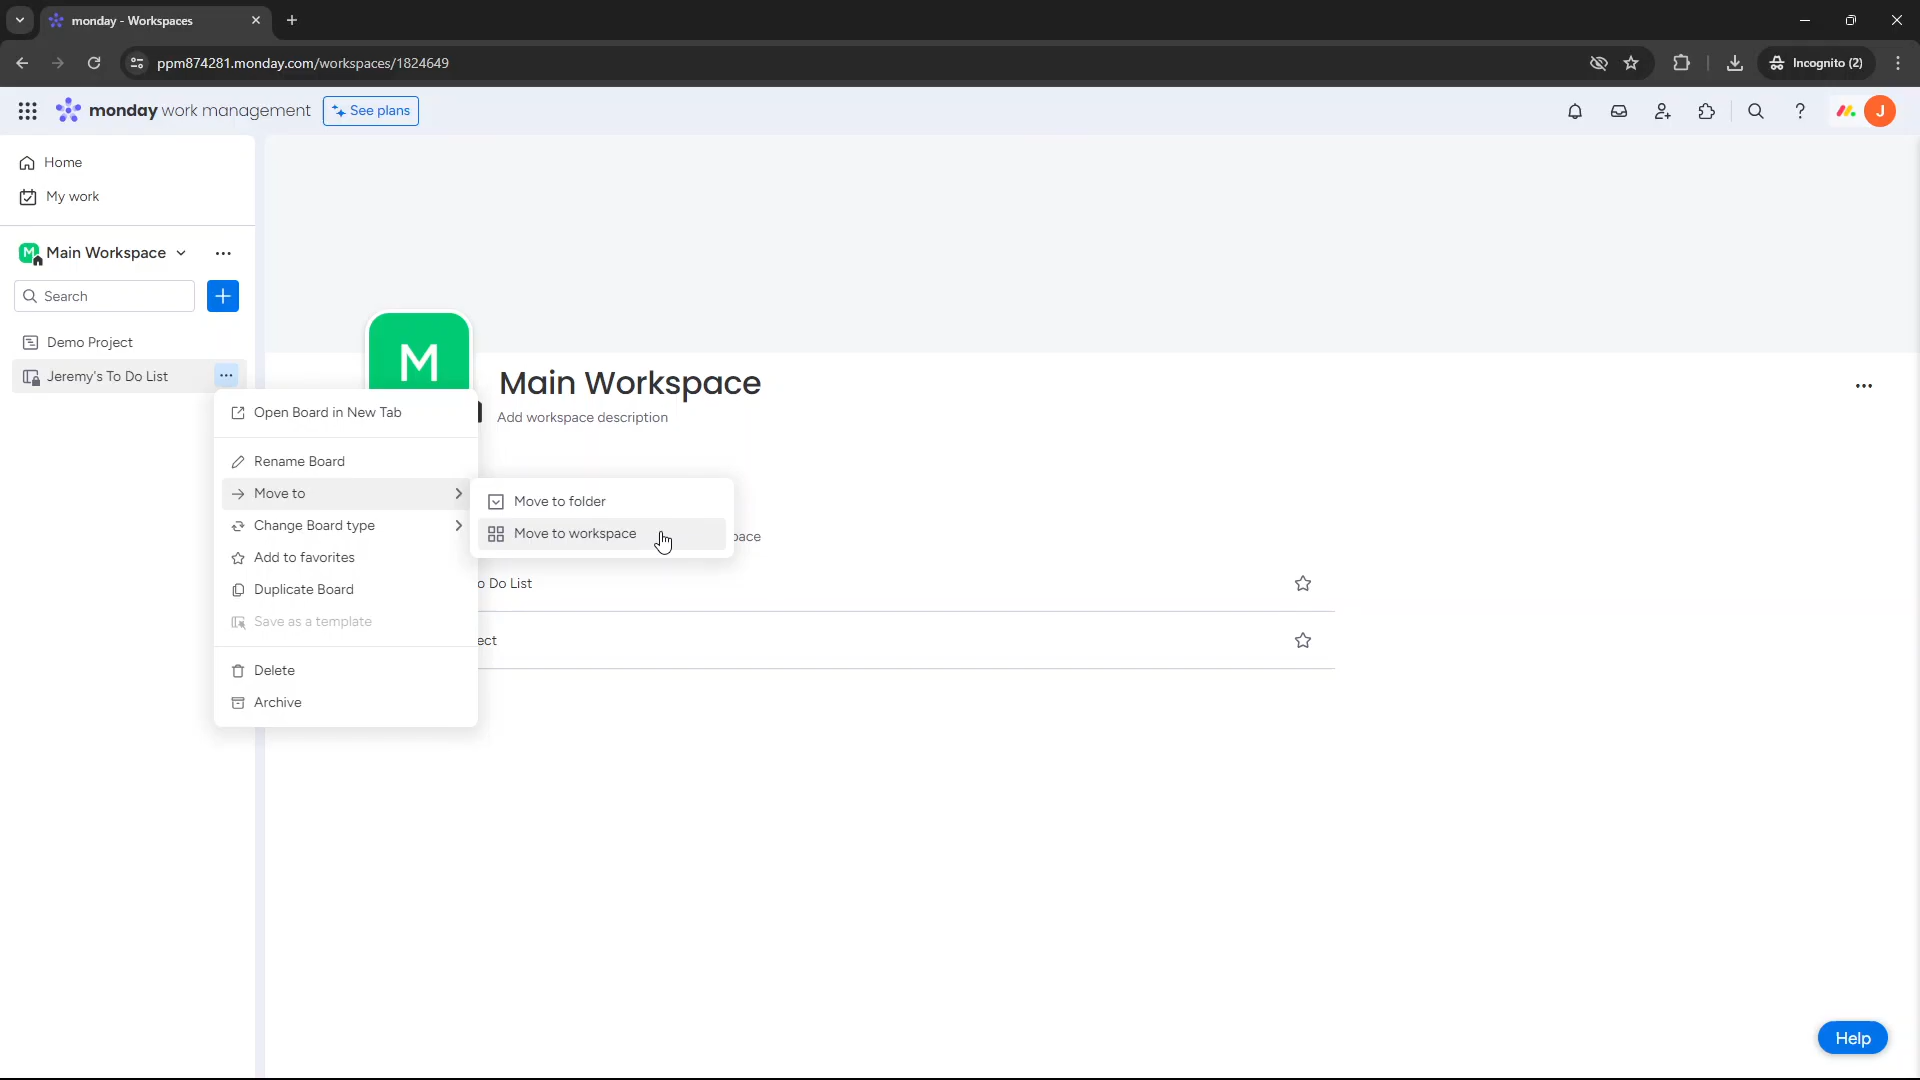 monday - Workspaces
ppm874281.monday.com/workspaces/1824649
Incognito (2)
monday work management
See plans
J
Home
My work
M Main Workspace
Search
Demo Project
Jeremy's To Do List
M
Main Workspace
Add workspace description
Open Board in New Tab
Rename Board
Move to
Change Board type
Add to favorites
Duplicate Board
Save as a template
Delete
Archive
Move to folder
Move to workspace
o Do List
Help